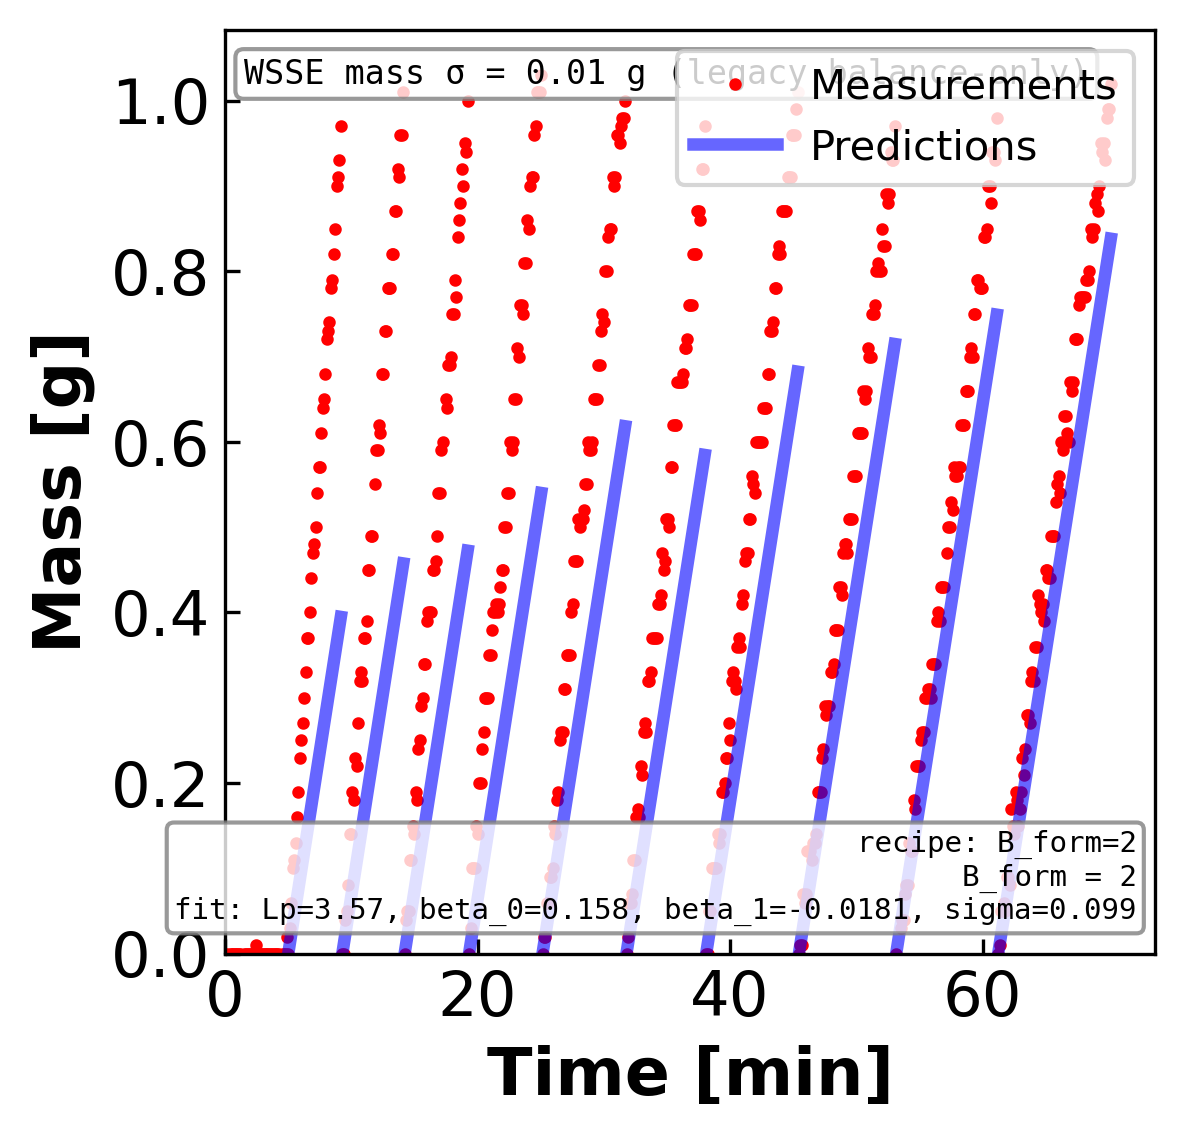 WSSE mass σ = 0.01 g (legacy balance-only)
Measurements
Predictions
1.0
0.8
0.6
0.4
0.2
0.0
Mass [g]
recipe: B_form=2
B_form = 2
fit: Lp=3.57, beta_0=0.158, beta_1=-0.0181, sigma=0.099
0 20 40 60
Time [min]